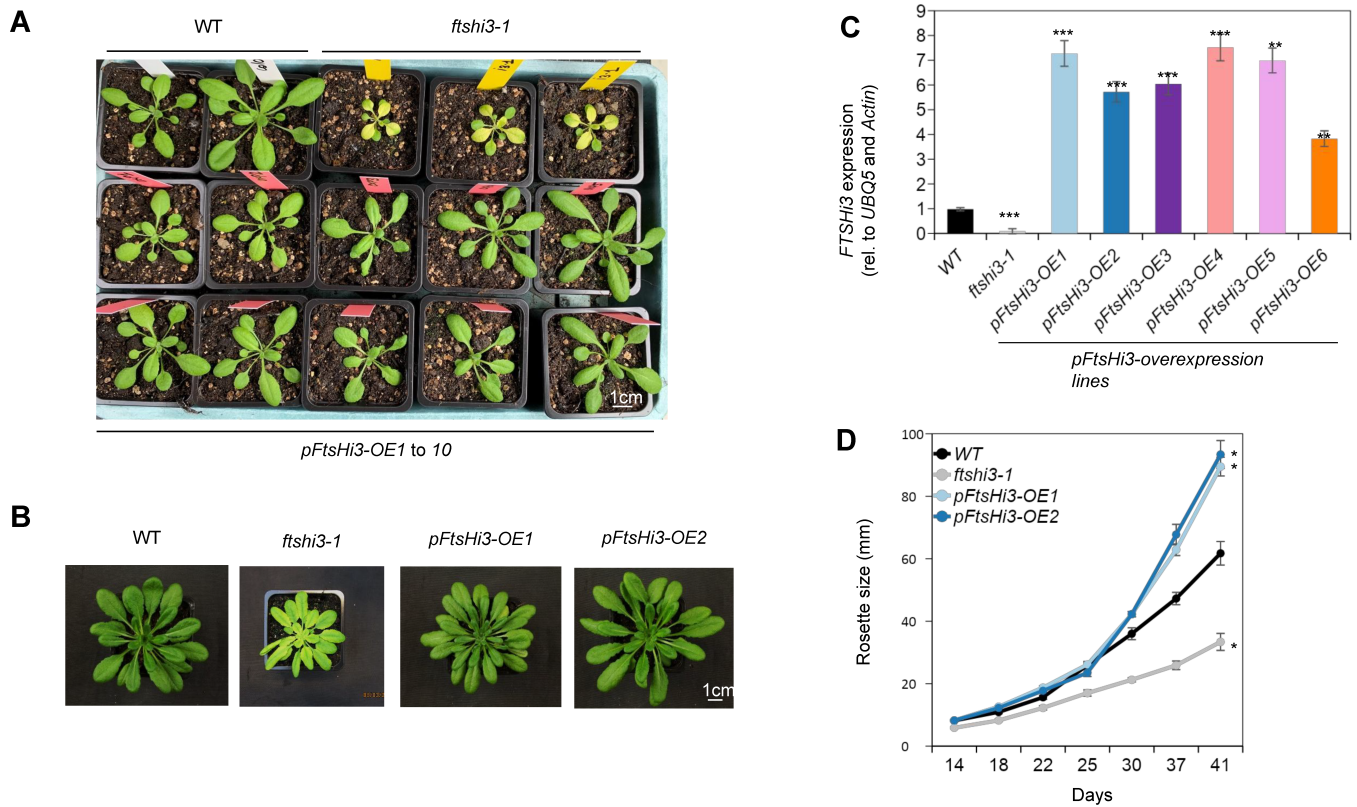 A
WT
ftshi3-1
1cm
pFtsHi3-OE1 to 10
B
WT
ftshi3-1
pFtsHi3-OE1
pFtsHi3-OE2
1cm
C
FTSHi3 expression
(rel. to UBQ5 and Actin)
9
8
7
6
5
4
3
2
1
0
***
***
***
***
***
**
**
WT
ftshi3-1
pFtsHi3-OE1
pFtsHi3-OE2
pFtsHi3-OE3
pFtsHi3-OE4
pFtsHi3-OE5
pFtsHi3-OE6
pFtsHi3-overexpression
lines
D
Rosette size (mm)
100
80
60
40
20
0
WT
ftshi3-1
pFtsHi3-OE1
pFtsHi3-OE2
*
*
*
14 18 22 25 30 37 41
Days